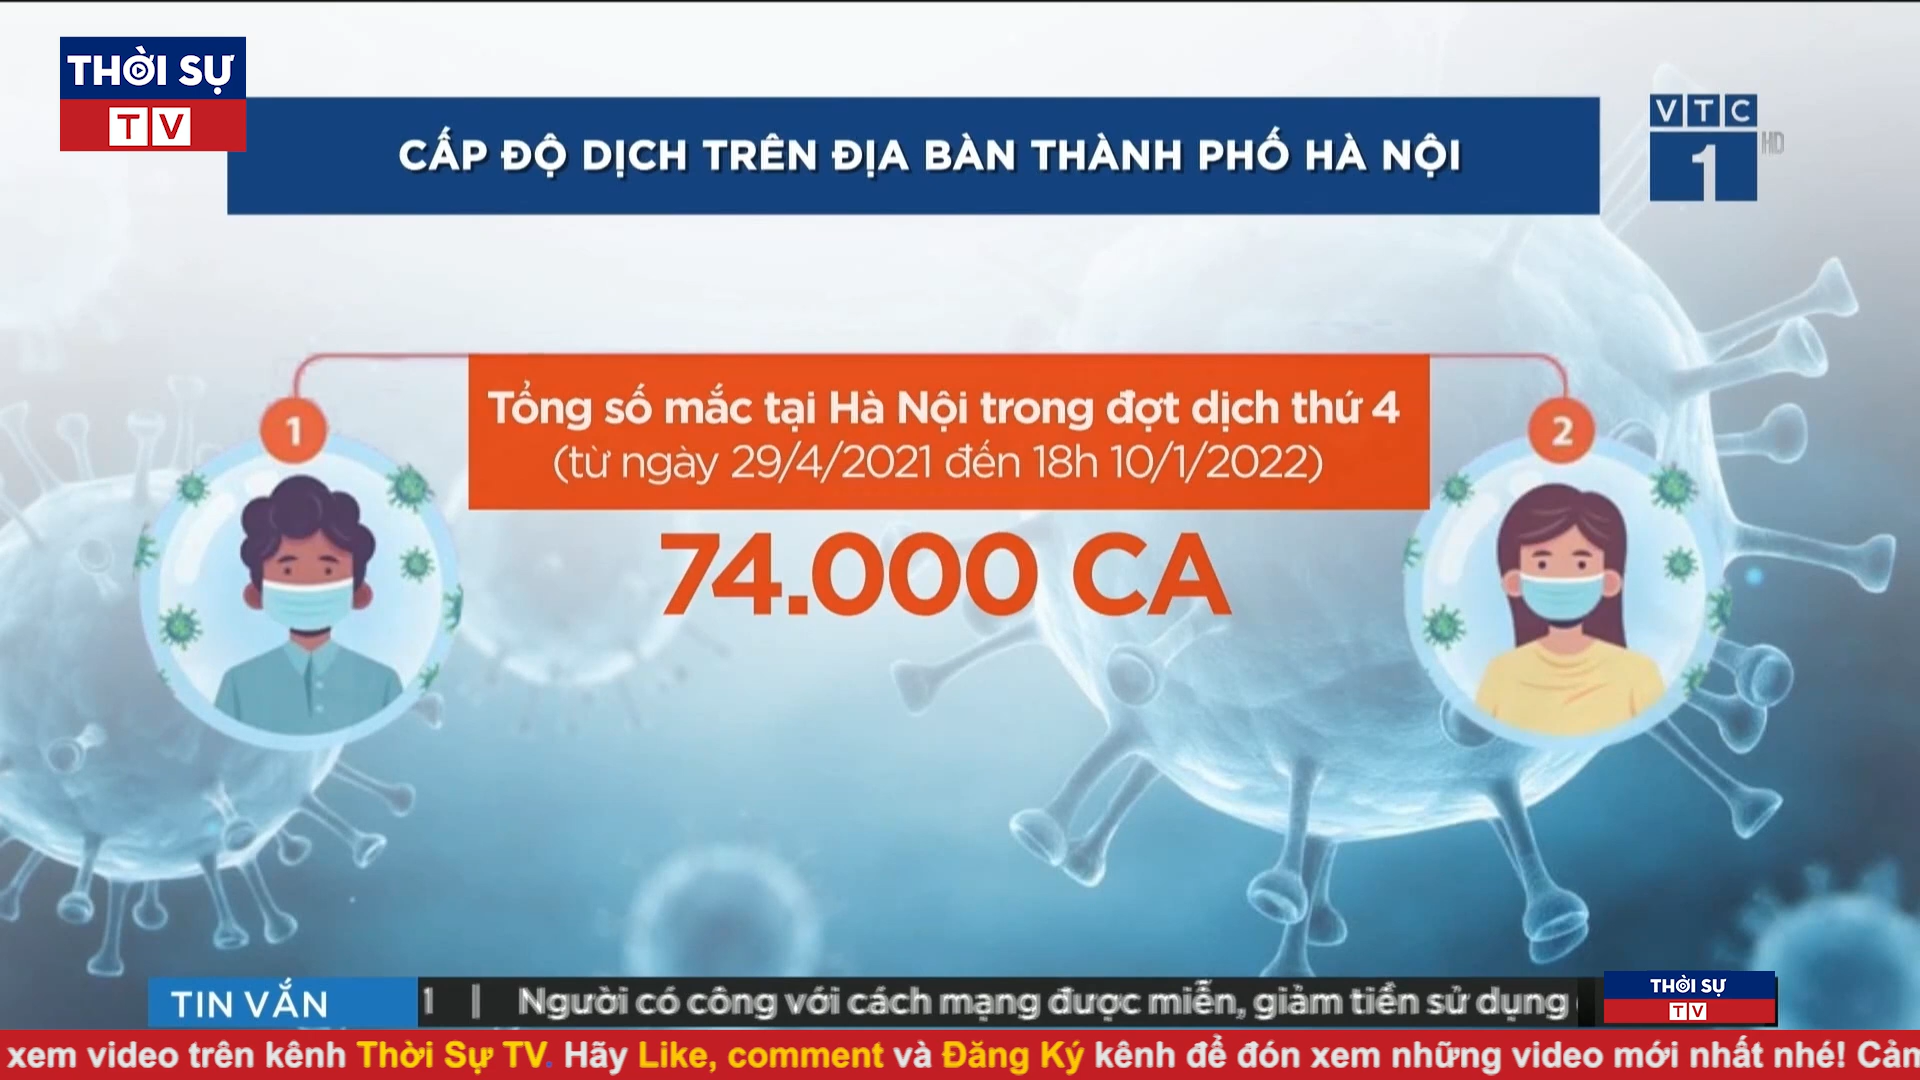 THỜI SỰ
TV
CẤP ĐỘ DỊCH TRÊN ĐỊA BÀN THÀNH PHỐ HÀ NỘI
VTC
1
HD
1
Tổng số mắc tại Hà Nội trong đợt dịch thứ 4
(từ ngày 29/4/2021 đến 18h 10/1/2022)
2
74.000 CA
TIN VẮN
1 | Người có công với cách mạng được miễn, giảm tiền sử dụng
THỜI SỰ
TV
xem video trên kênh Thời Sự TV. Hãy Like, comment và Đăng Ký kênh để đón xem những video mới nhất nhé! Cảm